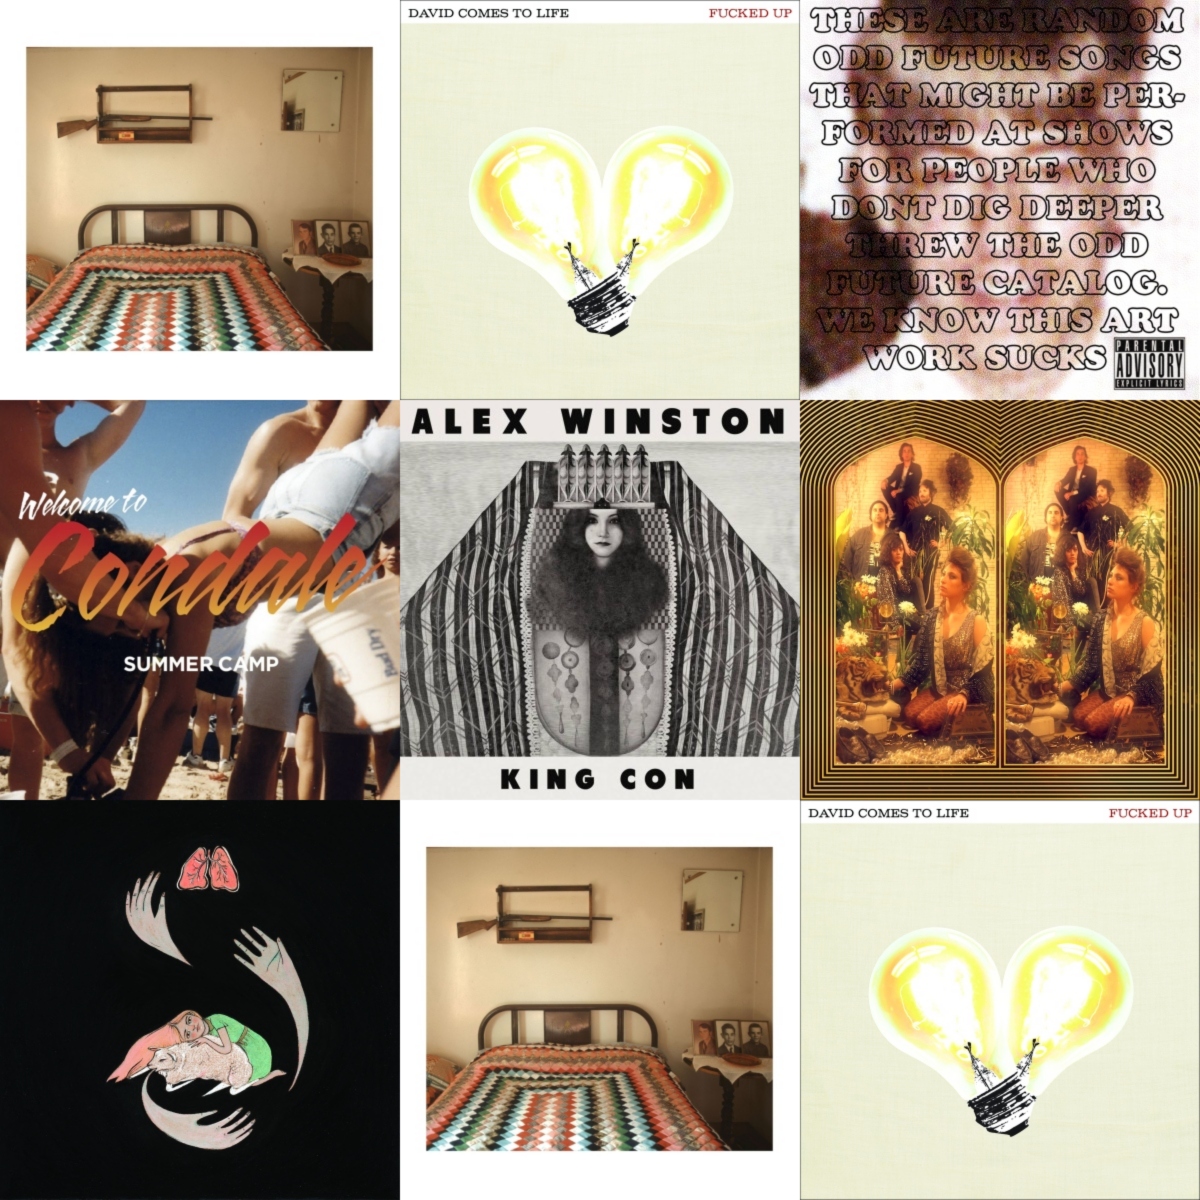 DAVID COMES TO LIFE
FUCKED UP
THESE ARE RANDOM
ODD FUTURE SONGS
THAT MIGHT BE PER-
FORMED AT SHOWS
FOR PEOPLE WHO
DONT DIG DEEPER
THREW THE ODD
FUTURE CATALOG.
WE KNOW THIS ART
WORK SUCKS
PARENTAL
ADVISORY
EXPLICIT LYRICS
Welcome to
Condale
SUMMER CAMP
Bud Dry
ALEX WINSTON
KING CON
DAVID COMES TO LIFE
FUCKED UP